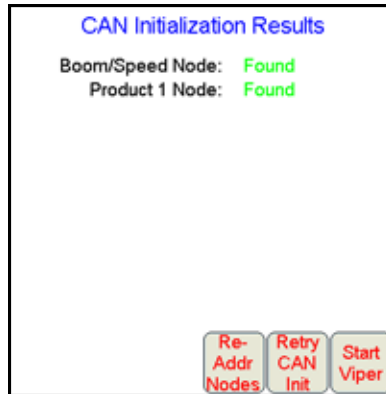 CAN Initialization Results
Boom/Speed Node: Found
Product 1 Node: Found
Re-
Addr
Nodes
Retry
CAN
Init
Start
Viper